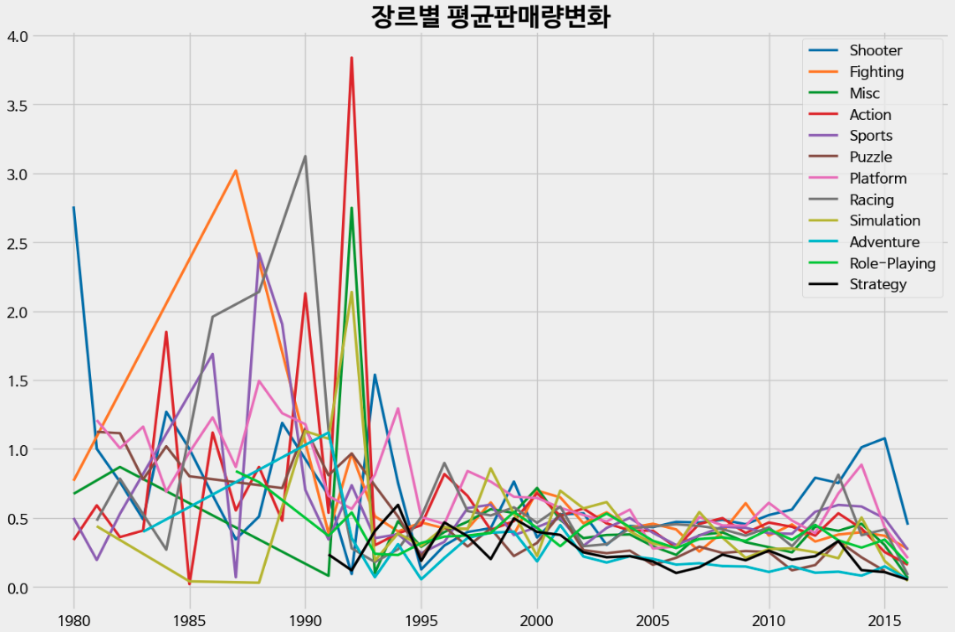 장르별 평균판매량변화
4.0
3.5
3.0
2.5
2.0
1.5
1.0
0.5
0.0
1980 1985 1990 1995 2000 2005 2010 2015
Shooter
Fighting
Misc
Action
Sports
Puzzle
Platform
Racing
Simulation
Adventure
Role-Playing
Strategy